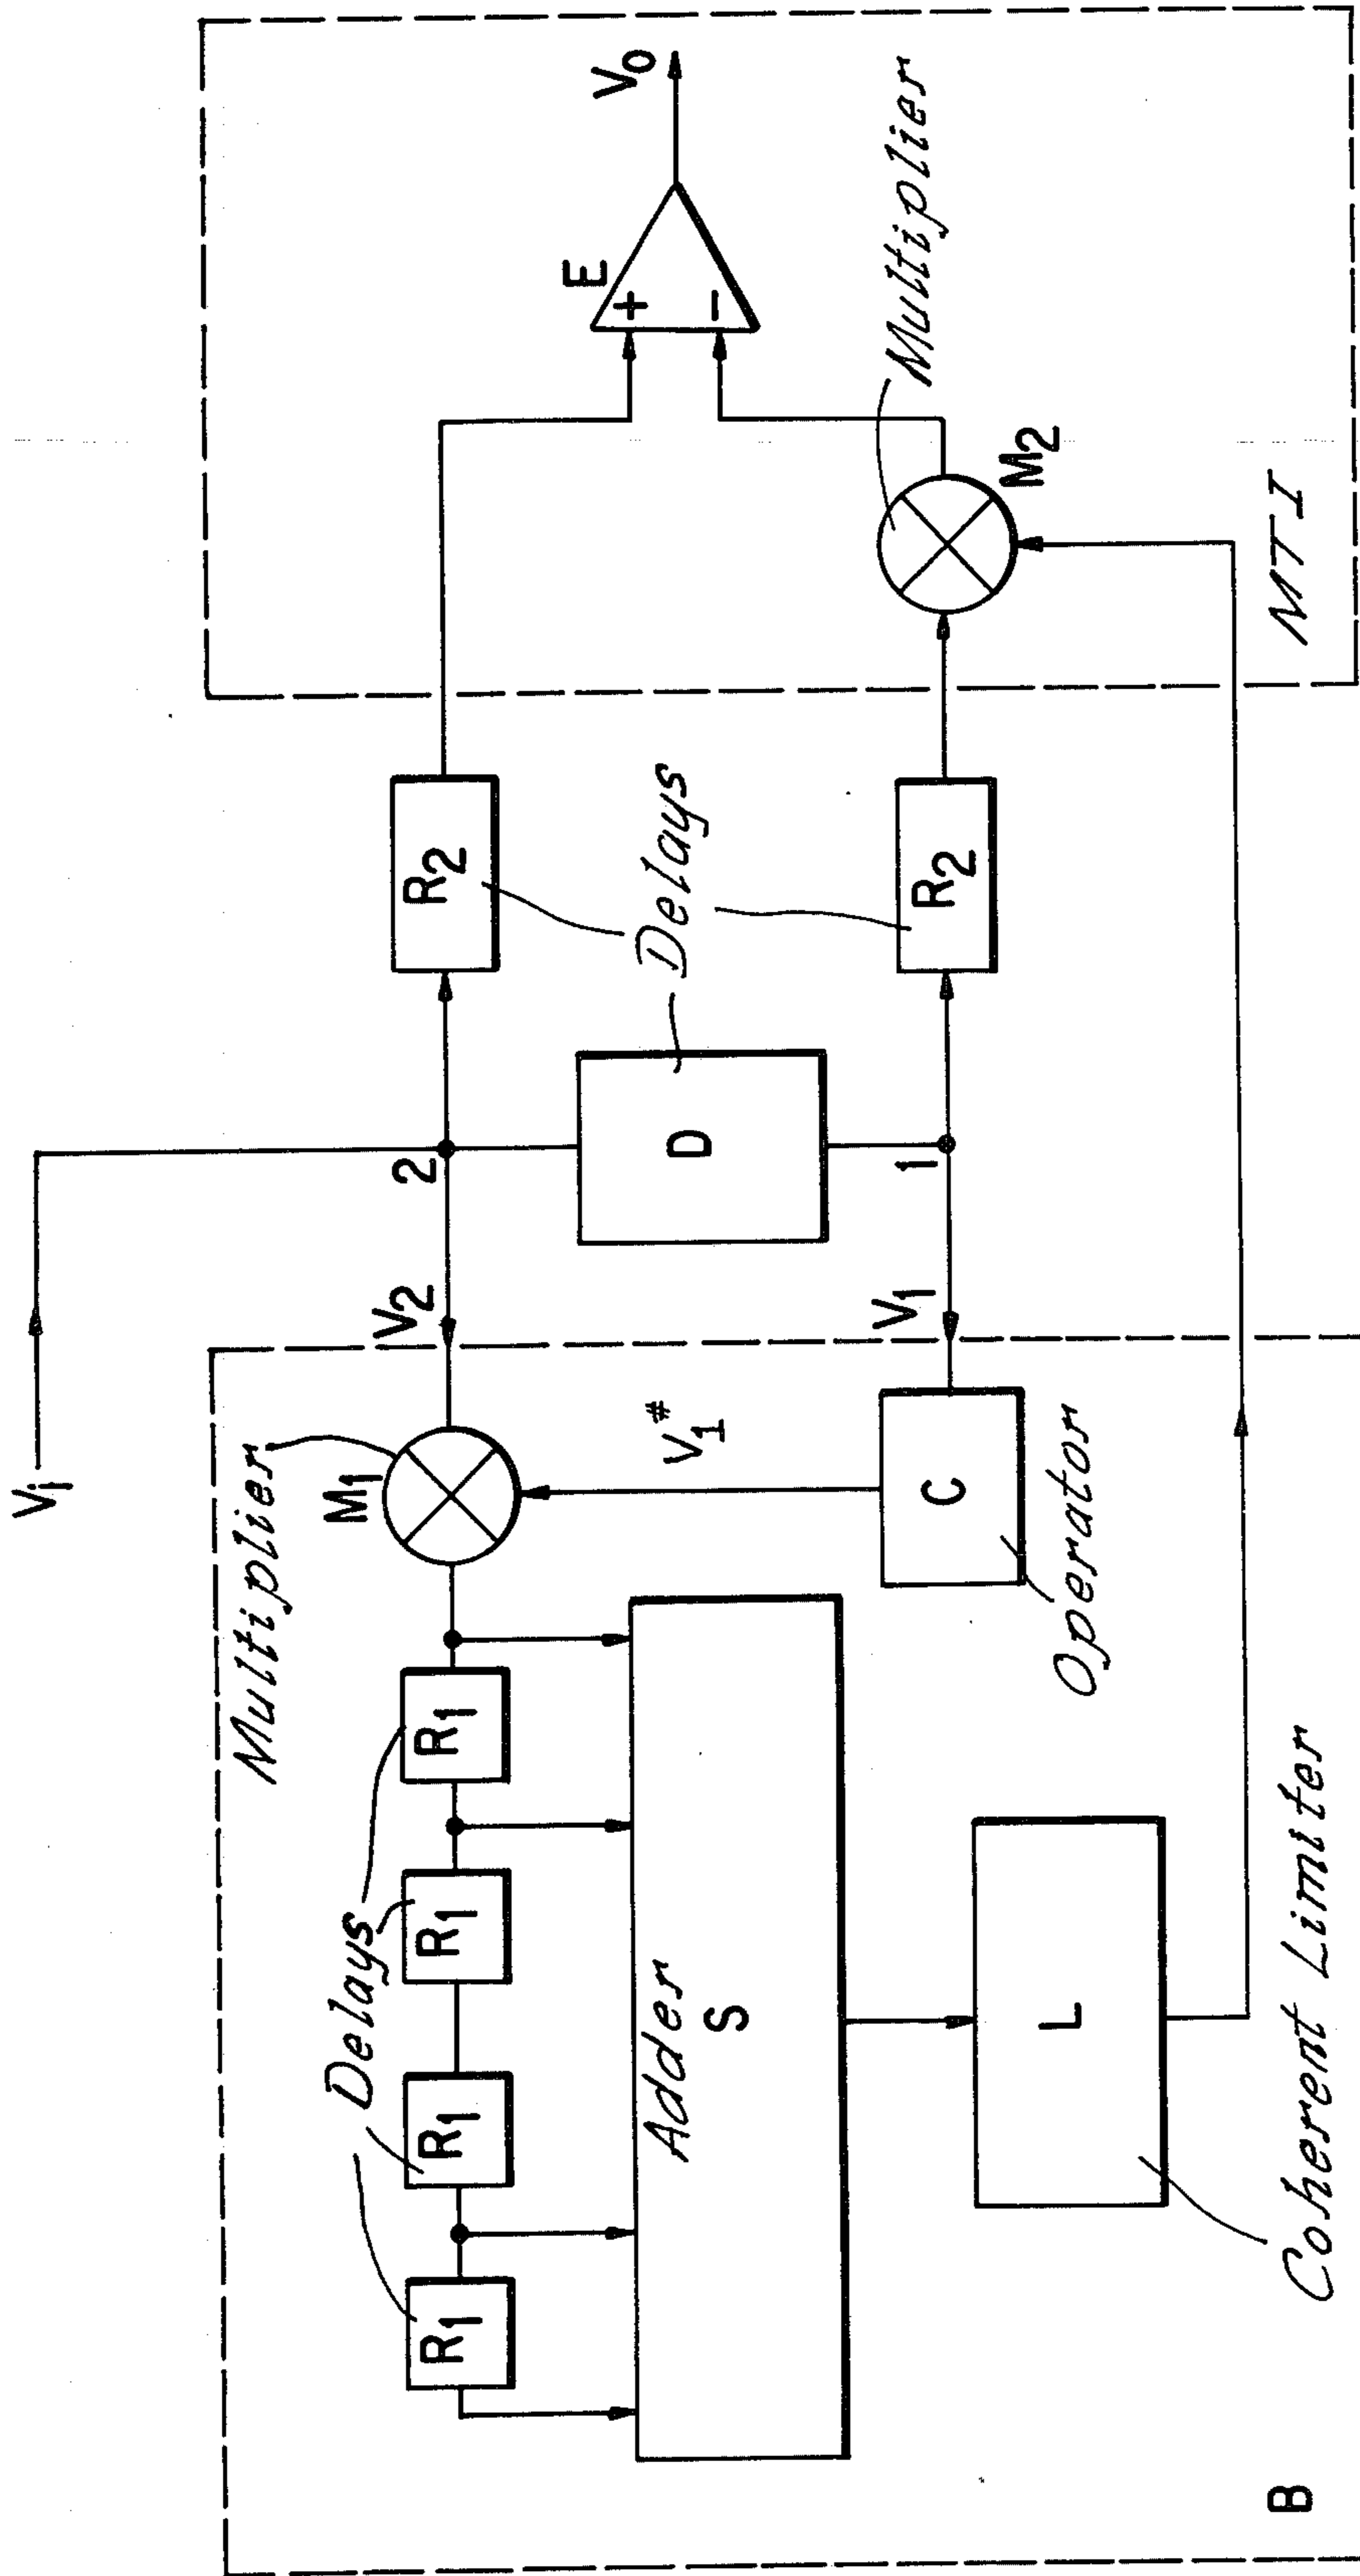 Vi
Multiplier
M1
V2
2
R2
Delays
R1
R1
R1
R1
Adder
S
V1#
D
Delays
E
+
-
Vo
C
Operator
V1
1
R2
Multiplier
M2
L
Coherent Limiter
MTI
B